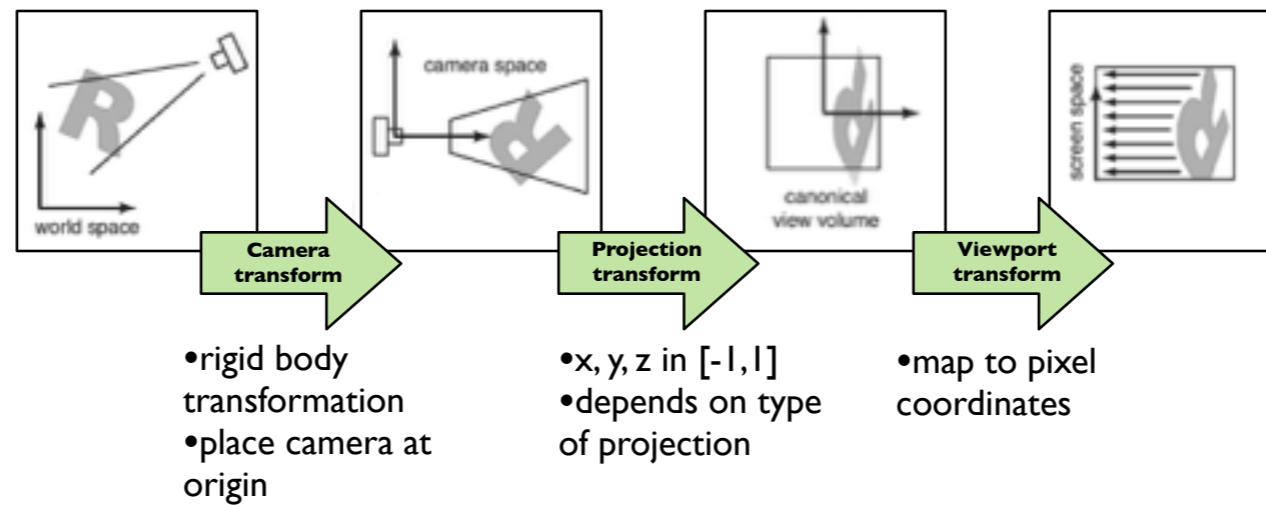 world space
camera space
canonical
view volume
screen space
Camera
transform
Projection
transform
Viewport
transform
•rigid body
transformation
•place camera at
origin
•x, y, z in [-1,1]
•depends on type
of projection
•map to pixel
coordinates